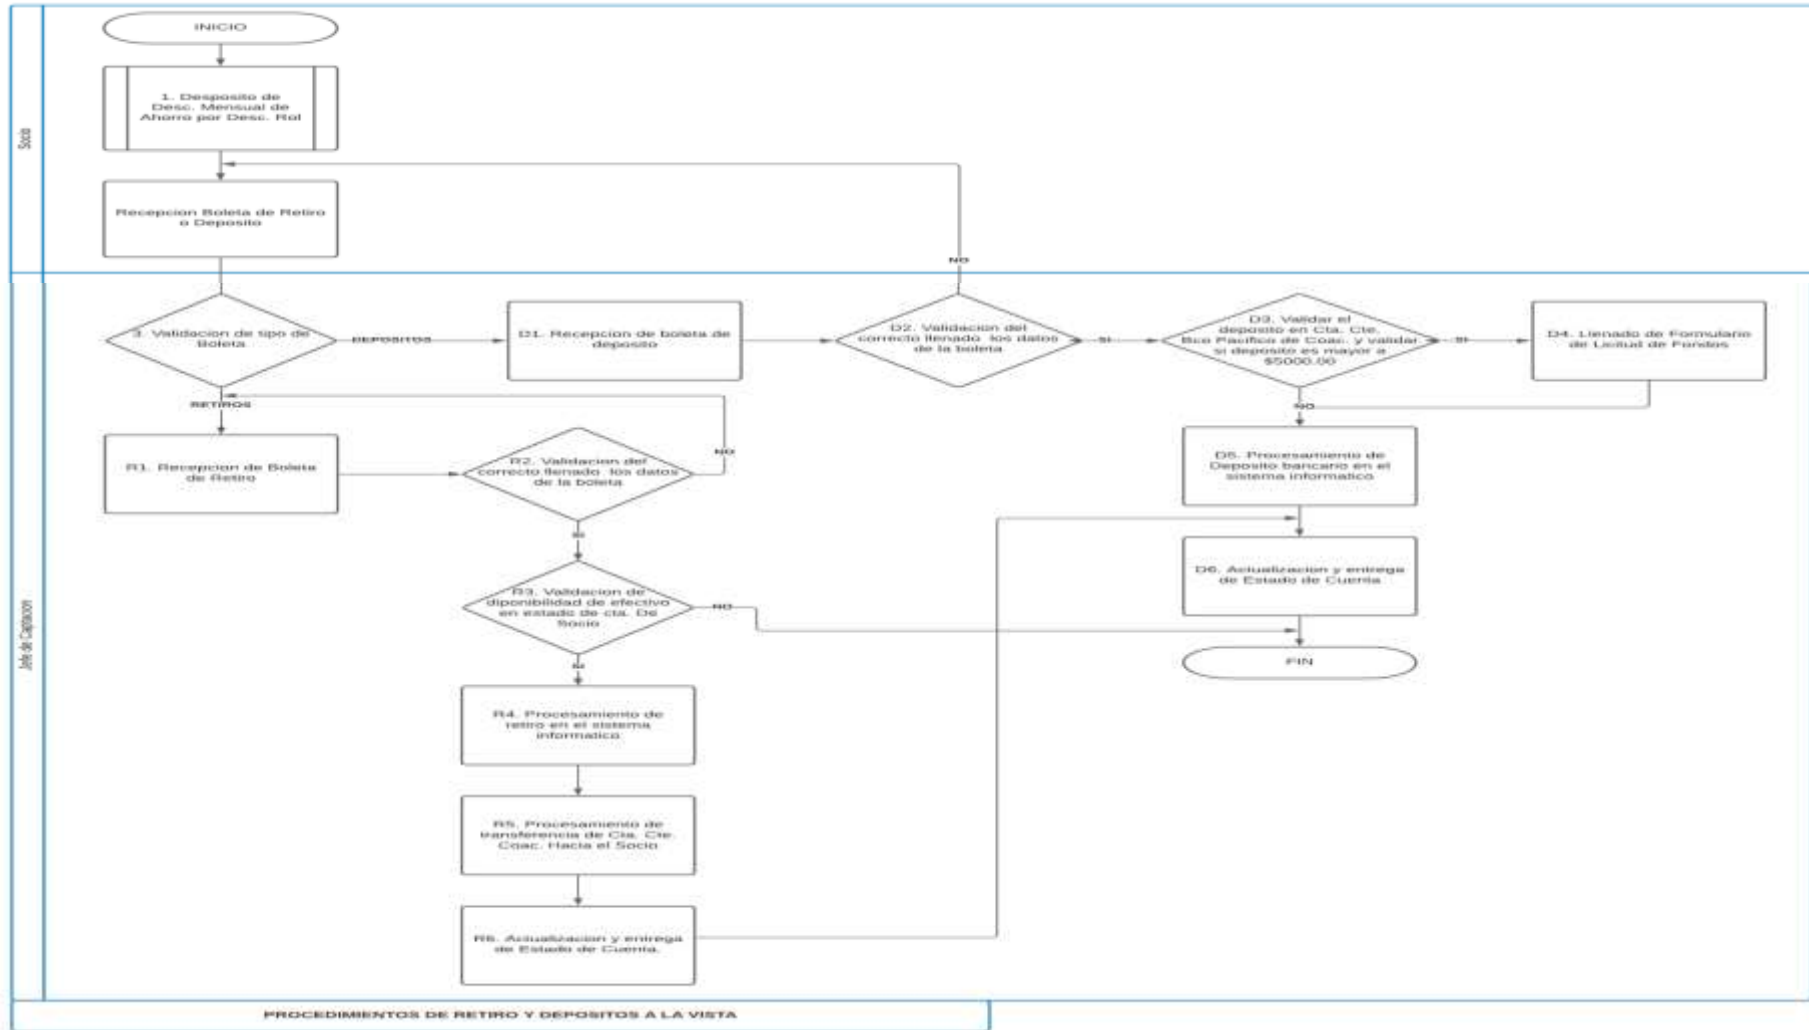 INICIO
1. Desposito de
Desc. Mensual de
Ahorro por Desc. Rol
Socio
Recepcion Boleta de Retiro
o Deposito
NO
3. Validacion de tipo de
Boleta
DEPOSITOS
D1. Recepcion de boleta de
deposito
D2. Validacion del
correcto llenado los datos
de la boleta
SI
D3. Validar el
deposito en Cta. Cte.
Bco Pacifico de Coac. y validar
si deposito es mayor a
$5000.00
SI
D4. Llenado de Formulario
de Licitud de Fondos
RETIROS
NO
R1. Recepcion de Boleta
de Retiro
R2. Validacion del
correcto llenado los datos
de la boleta
NO
D5. Procesamiento de
Deposito bancario en el
sistema informatico
SI
R3. Validacion de
diponibilidad de efectivo
en estado de cta. De
Socio
NO
D6. Actualizacion y entrega
de Estado de Cuenta
Jefe de Captacion
SI
FIN
R4. Procesamiento de
retiro en el sistema
informatico
R5. Procesamiento de
transferencia de Cta. Cte.
Coac. Hacia el Socio
R6. Actualizacion y entrega
de Estado de Cuenta.
PROCEDIMIENTOS DE RETIRO Y DEPOSITOS A LA VISTA